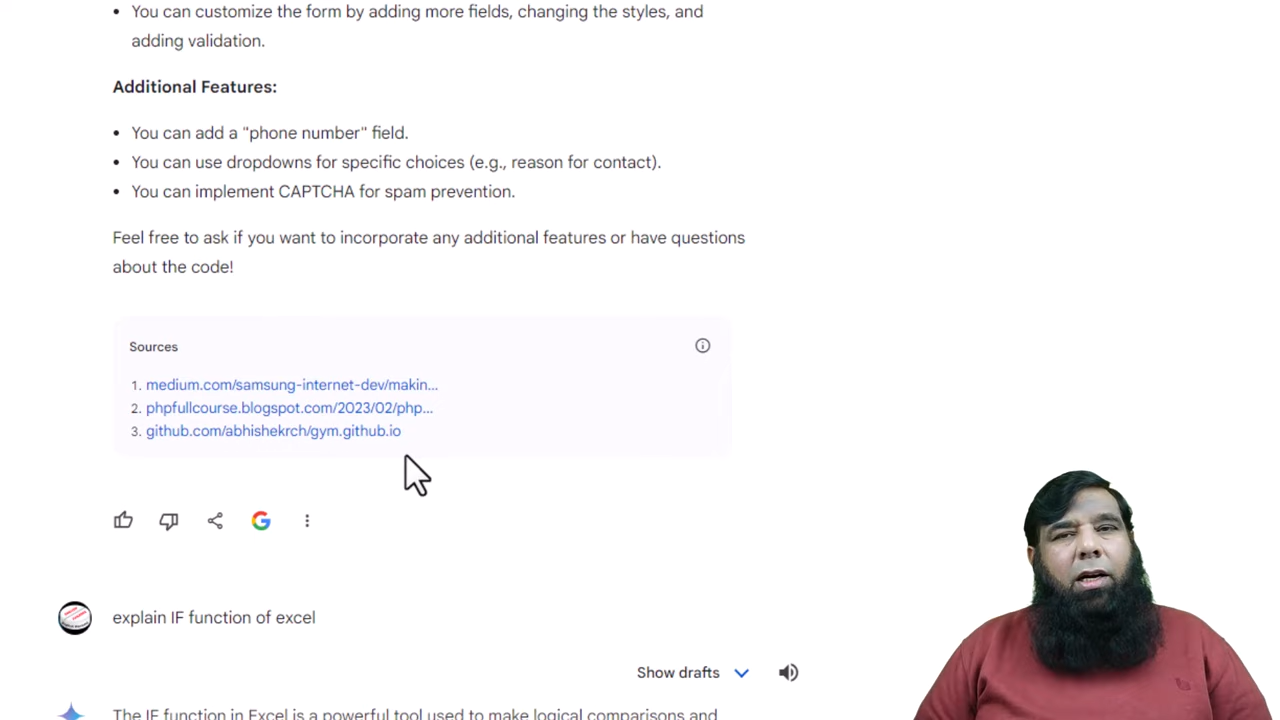 • You can customize the form by adding more fields, changing the styles, and
adding validation.
Additional Features:
• You can add a "phone number" field.
• You can use dropdowns for specific choices (e.g., reason for contact).
• You can implement CAPTCHA for spam prevention.
Feel free to ask if you want to incorporate any additional features or have questions
about the code!
Sources
1. medium.com/samsung-internet-dev/makin...
2. phpfullcourse.blogspot.com/2023/02/php...
3. github.com/abhishekrch/gym.github.io
explain IF function of excel
Show drafts
The IF function in Excel is a powerful tool used to make logical comparisons and